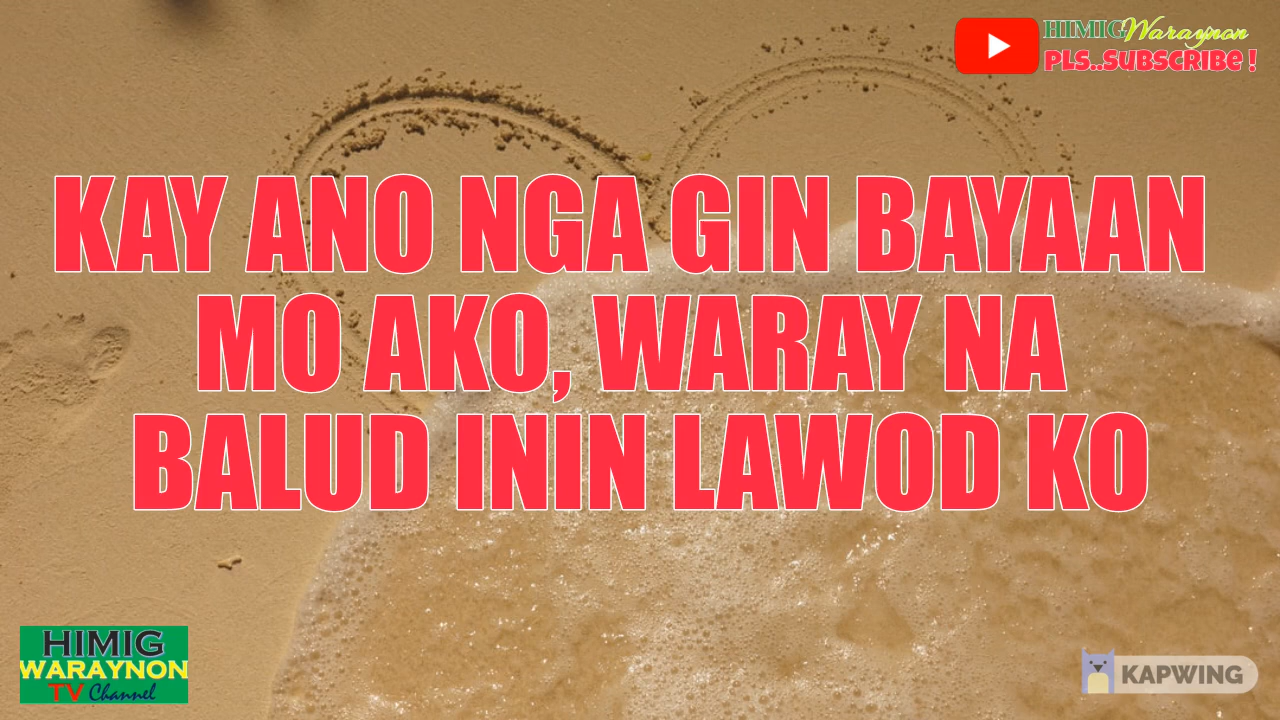 HIMIG Waraynon
PLS..SUBSCRIBE !
KAY ANO NGA GIN BAYAAN
MO AKO, WARAY NA
BALUD ININ LAWOD KO
HIMIG
WARAYNON
TV Channel
KAPWING